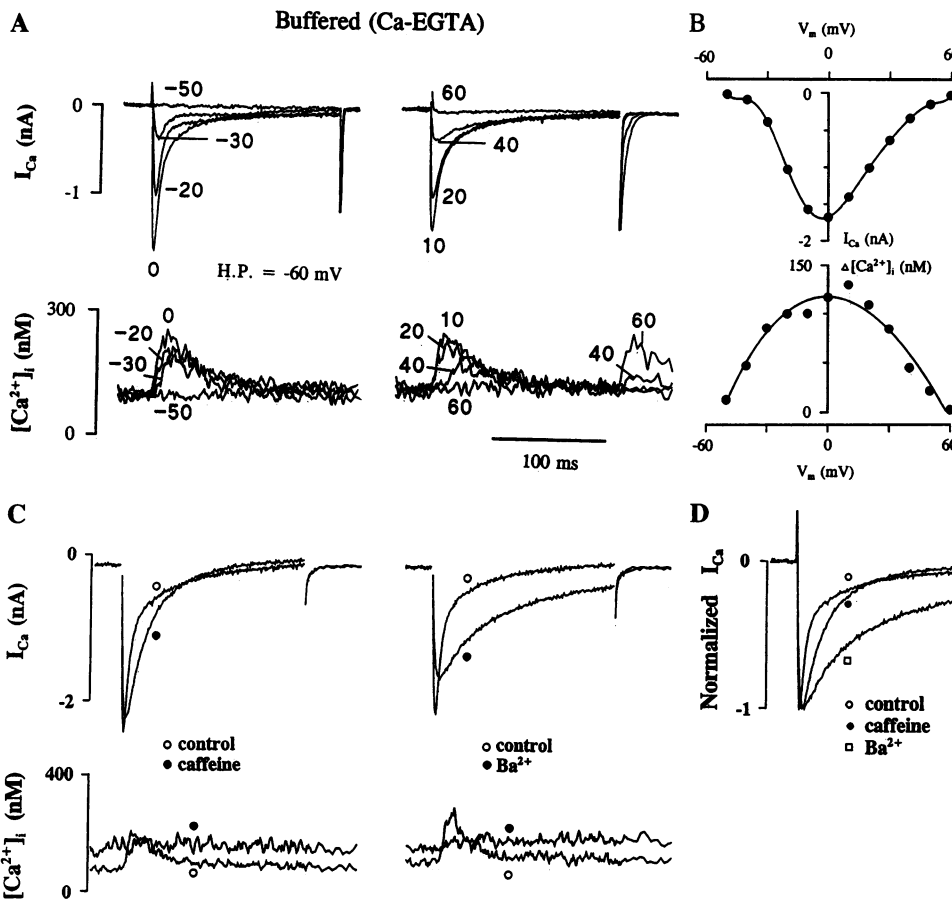 A
Buffered (Ca-EGTA)
B
V_m (mV)
-60 0 6
I_Ca (nA)
0
-1
-50
-30
-20
0
H.P. = -60 mV
60
40
20
10
0
-2
I_Ca (nA)
[Ca²⁺]_i (nM)
300
0
0
-20
-30
-50
10
20
40
60
60
40
100 ms
150
Δ[Ca²⁺]_i (nM)
0
-60 0 6
V_m (mV)
C
I_Ca (nA)
0
-2
○ control
● caffeine
○ control
● Ba²⁺
[Ca²⁺]_i (nM)
400
0
D
Normalized I_Ca
0
-1
○ control
● caffeine
□ Ba²⁺